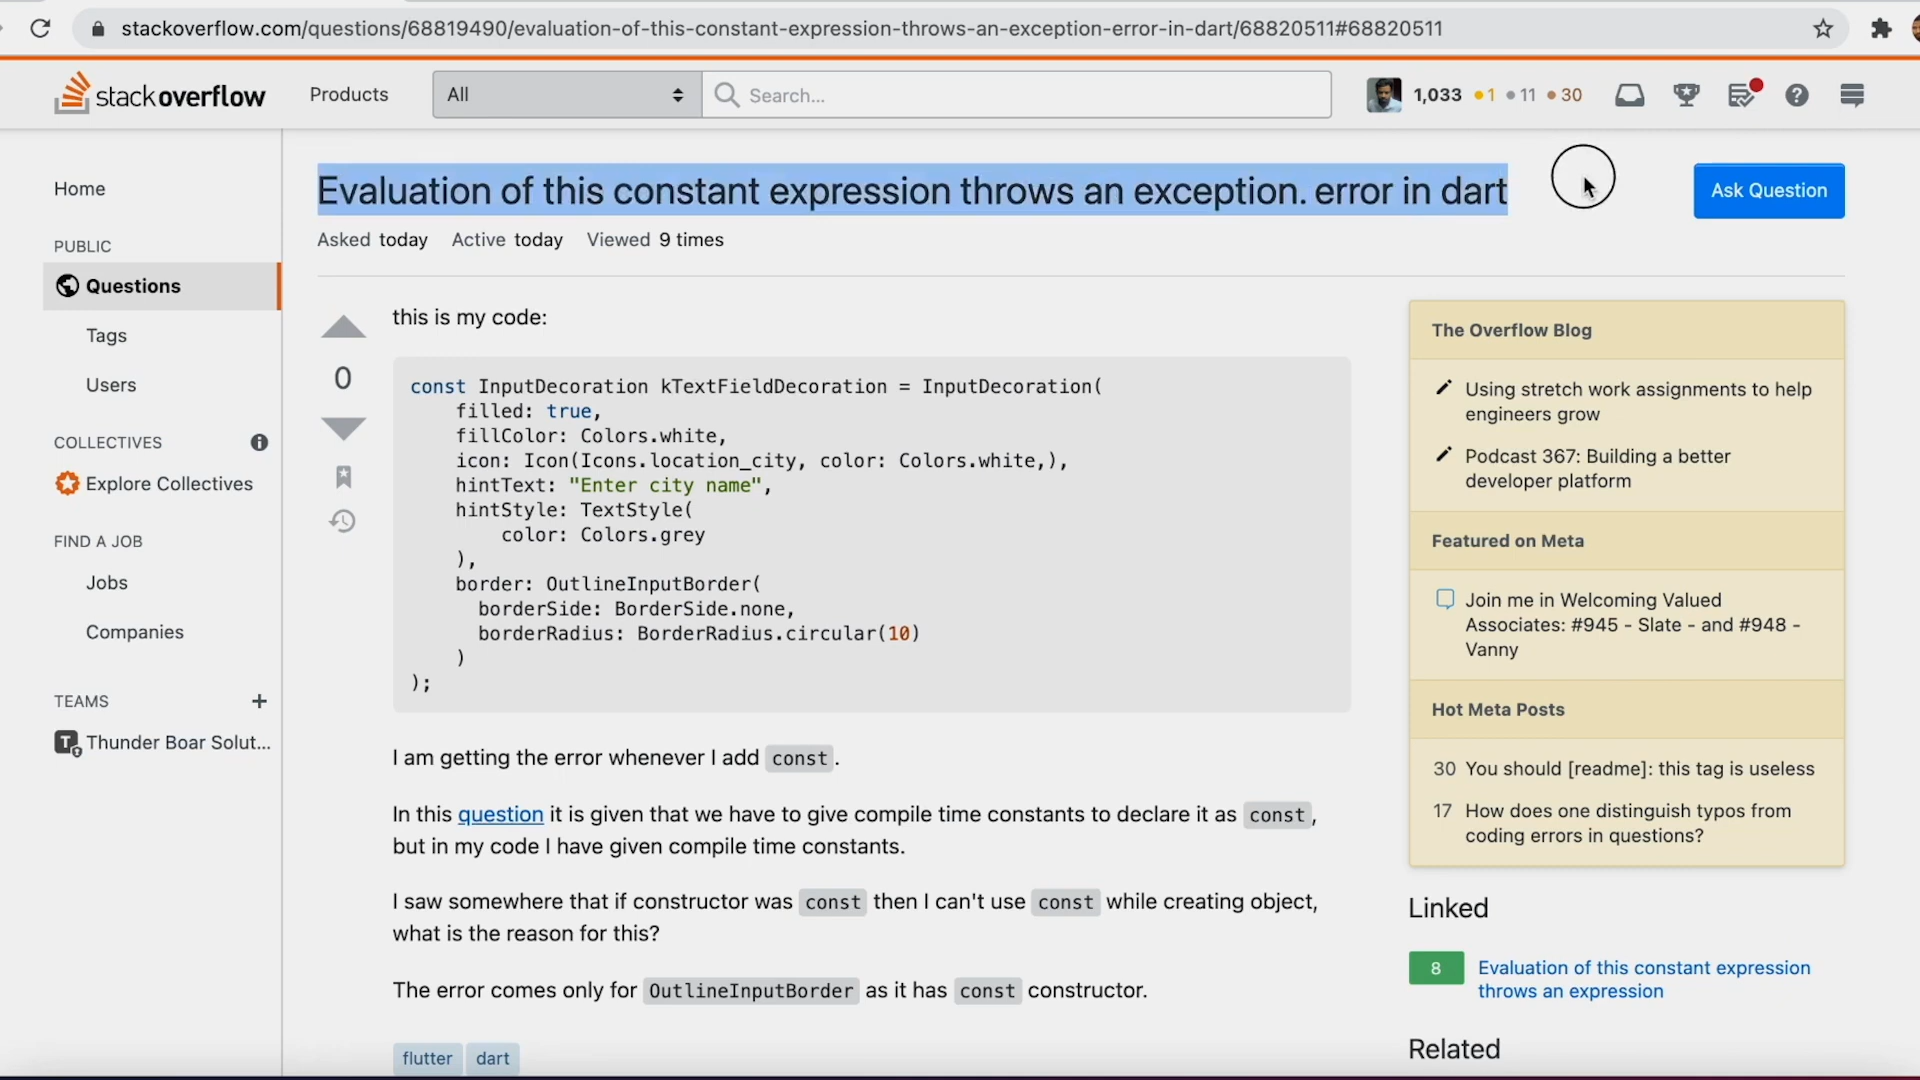 stackoverflow.com/questions/68819490/evaluation-of-this-constant-expression-throws-an-exception-error-in-dart/68820511#68820511
stackoverflow
Products
All
Search...
1,033 • 1 • 11 • 30
Home
PUBLIC
Questions
Tags
Users
COLLECTIVES
Explore Collectives
FIND A JOB
Jobs
Companies
TEAMS
+
T
Thunder Boar Solut...
Evaluation of this constant expression throws an exception. error in dart
Ask Question
Asked today Active today Viewed 9 times
0
this is my code:
const InputDecoration kTextFieldDecoration = InputDecoration(
filled: true,
fillColor: Colors.white,
icon: Icon(Icons.location_city, color: Colors.white,),
hintText: "Enter city name",
hintStyle: TextStyle(
color: Colors.grey
),
border: OutlineInputBorder(
borderSide: BorderSide.none,
borderRadius: BorderRadius.circular(10)
)
);
I am getting the error whenever I add const.
In this question it is given that we have to give compile time constants to declare it as const,
but in my code I have given compile time constants.
I saw somewhere that if constructor was const then I can't use const while creating object,
what is the reason for this?
The error comes only for OutlineInputBorder as it has const constructor.
flutter dart
The Overflow Blog
Using stretch work assignments to help
engineers grow
Podcast 367: Building a better
developer platform
Featured on Meta
Join me in Welcoming Valued
Associates: #945 - Slate - and #948 -
Vanny
Hot Meta Posts
30 You should [readme]: this tag is useless
17 How does one distinguish typos from
coding errors in questions?
Linked
8 Evaluation of this constant expression
throws an expression
Related